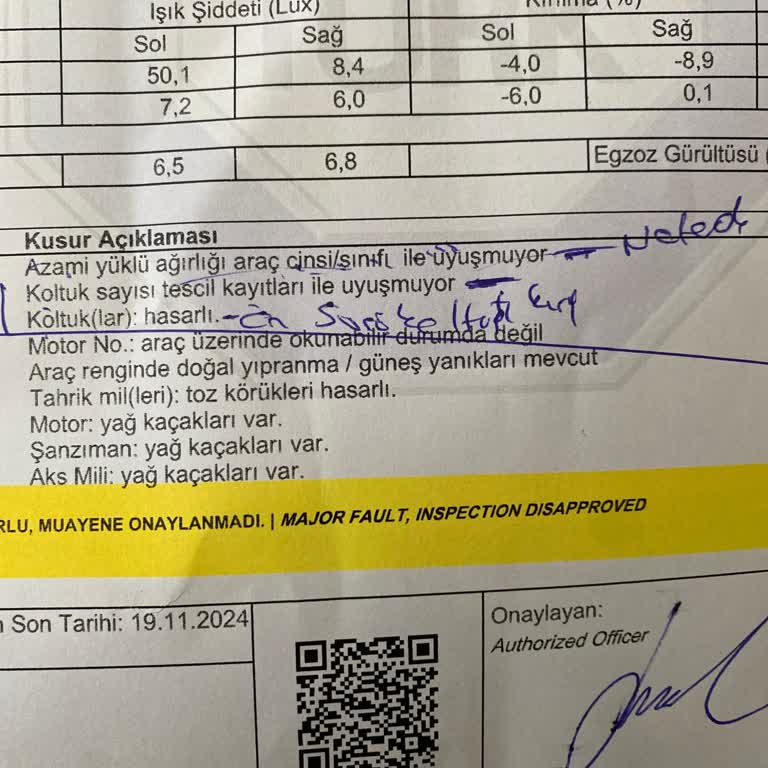 Işık Şiddeti (Lux)
Sol Sağ Sol Sağ
50,1 8,4 -4,0 -8,9
7,2 6,0 -6,0 0,1
6,5 6,8 Egzoz Gürültüsü
Kusur Açıklaması
Azami yüklü ağırlığı araç cinsi/sınıfı ile uyuşmuyor
Koltuk sayısı tescil kayıtları ile uyuşmuyor
Koltuk(lar): hasarlı. - Ön
Motor No.: araç üzerinde okunabilir durumda değil
Araç renginde doğal yıpranma / güneş yanıkları mevcut
Tahrik mil(leri): toz körükleri hasarlı.
Motor: yağ kaçakları var.
Şanzıman: yağ kaçakları var.
Aks Mili: yağ kaçakları var.
RLU, MUAYENE ONAYLANMADI. | MAJOR FAULT, INSPECTION DISAPPROVED
n Son Tarihi: 19.11.2024
Onaylayan:
Authorized Officer